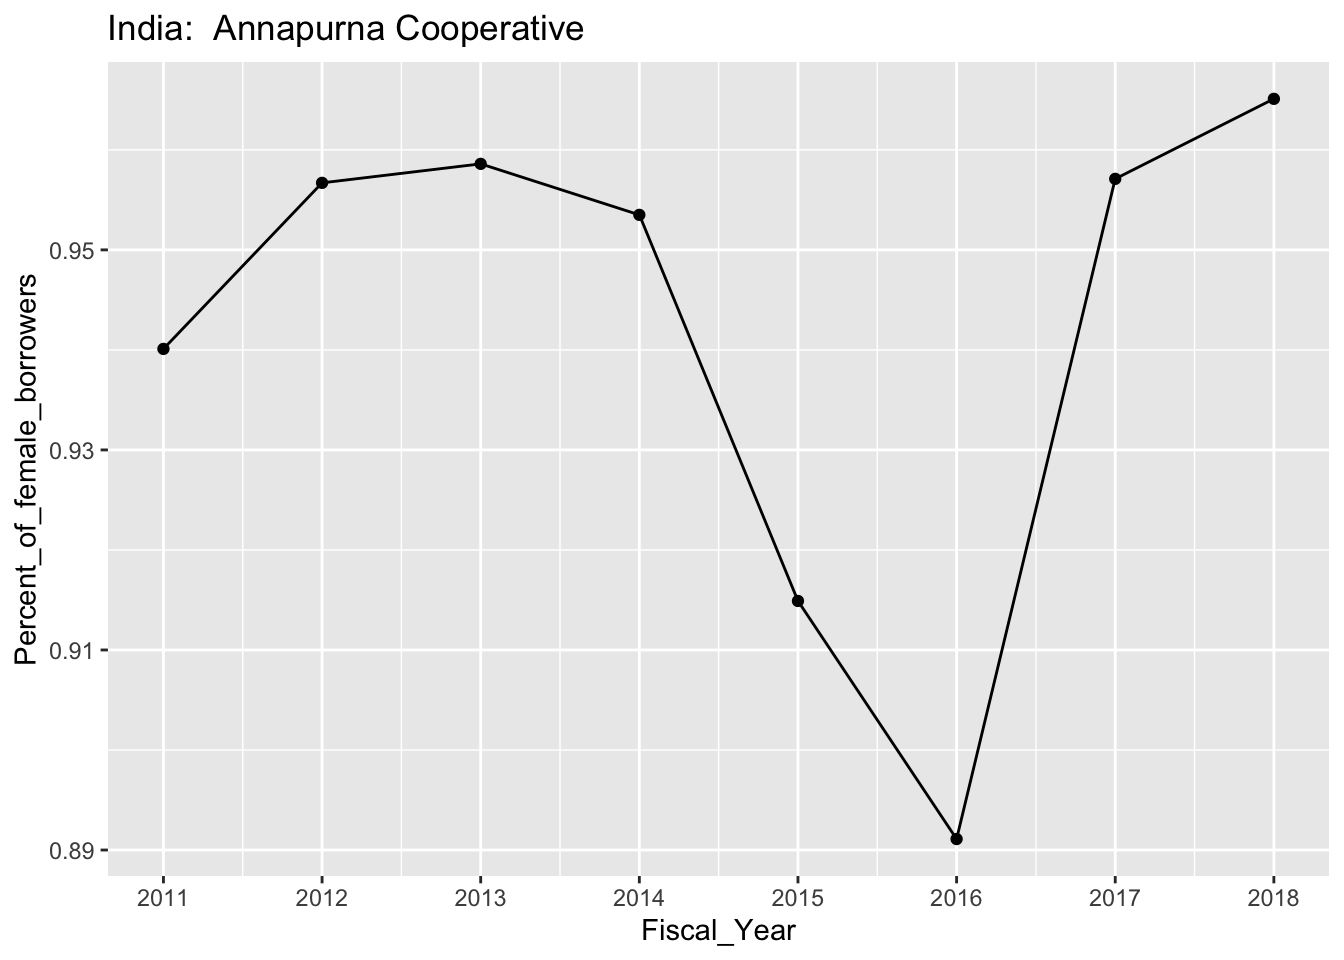 India:  Annapurna Cooperative
Percent_of_female_borrowers
0.95
0.93
0.91
0.89
2011 2012 2013 2014 2015 2016 2017 2018
Fiscal_Year